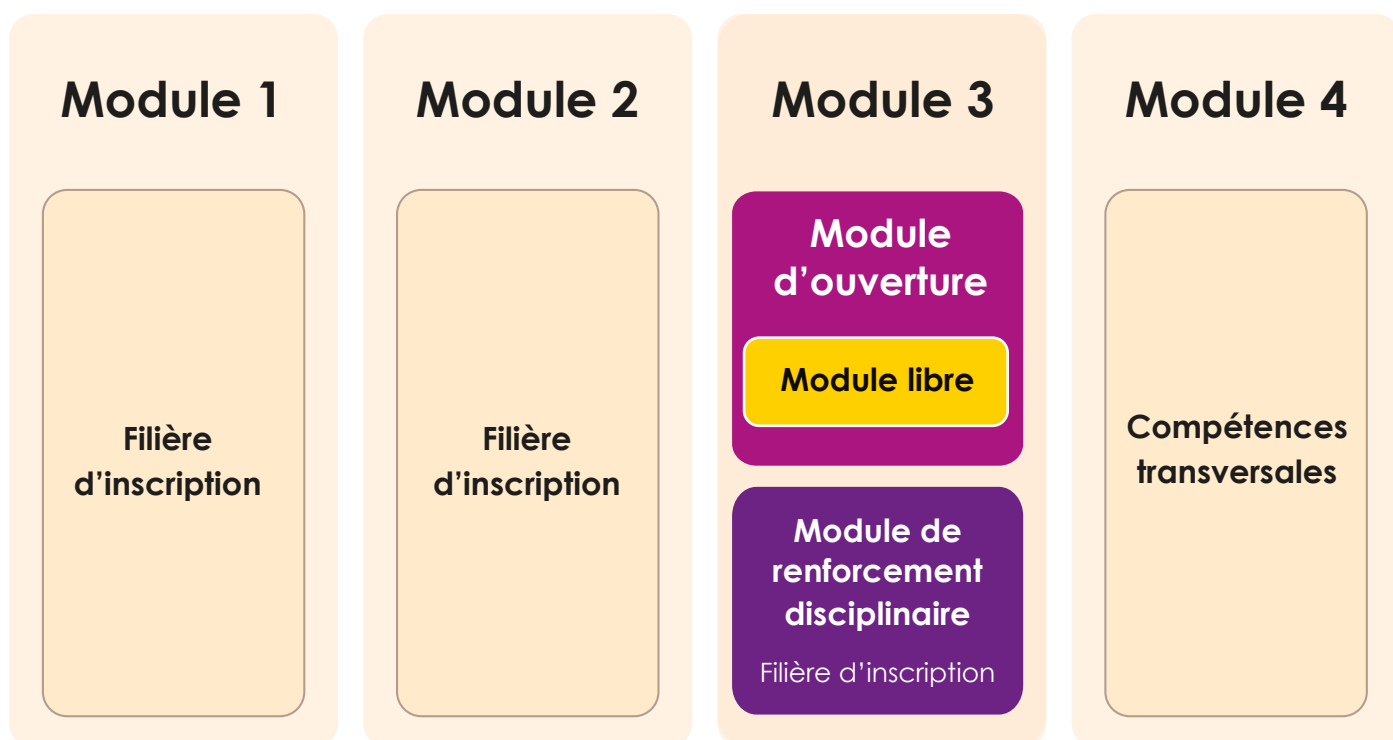 Module 1
Filière
d’inscription
Module 2
Filière
d’inscription
Module 3
Module
d’ouverture
Module libre
Module de
renforcement
disciplinaire
Filière d’inscription
Module 4
Compétences
transversales